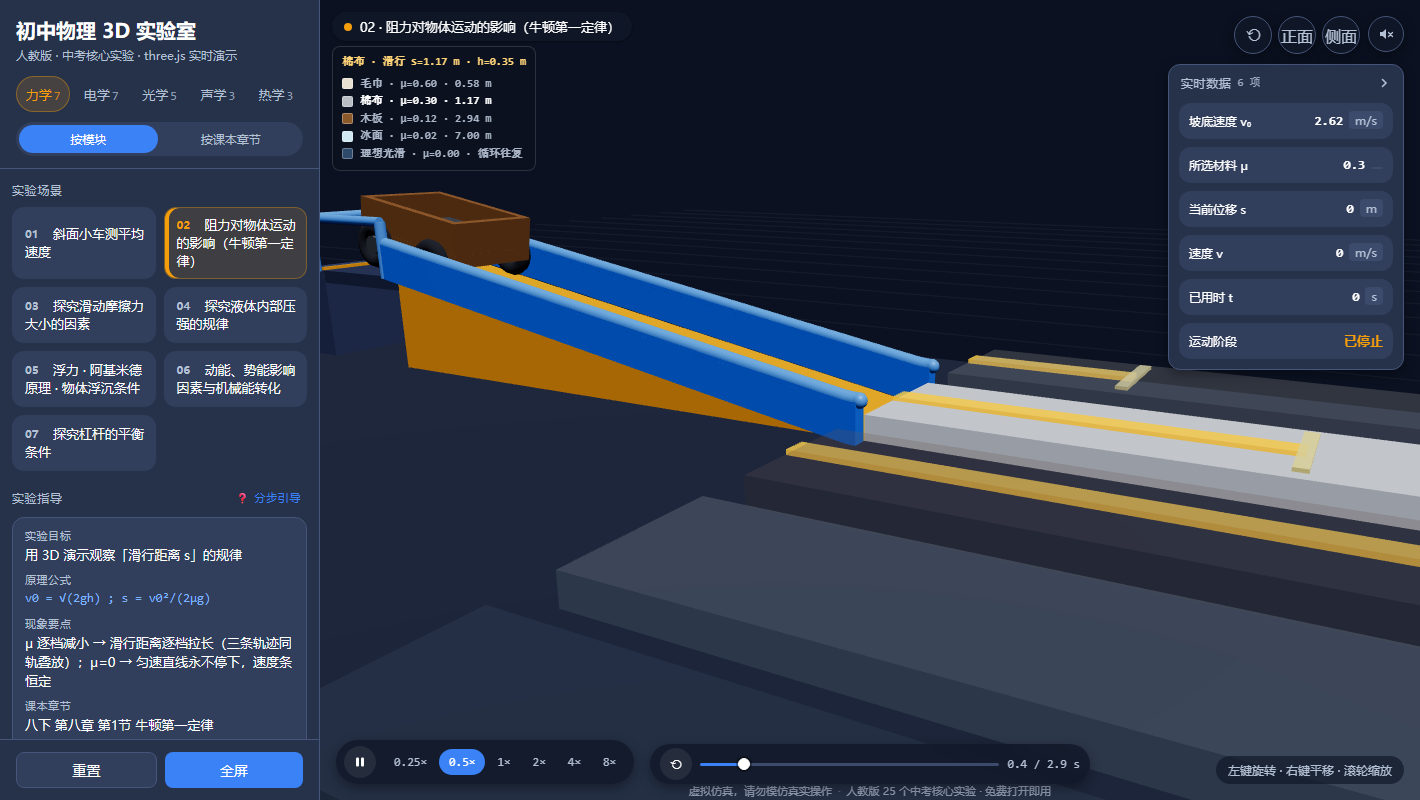 初中物理 3D 实验室
人教版 · 中考核心实验 · three.js 实时演示
力学 7 电学 7 光学 5 声学 3 热学 3
按模块 按课本章节
实验场景
01 斜面小车测平均速度
02 阻力对物体运动的影响（牛顿第一定律）
03 探究滑动摩擦力大小的因素
04 探究液体内部压强的规律
05 浮力 · 阿基米德原理 · 物体浮沉条件
06 动能、势能影响因素与机械能转化
07 探究杠杆的平衡条件
实验指导 ❓ 分步引导
实验目标
用 3D 演示观察「滑行距离 s」的规律
原理公式
v0 = √(2gh) ; s = v0²/(2μg)
现象要点
μ 逐档减小 → 滑行距离逐档拉长（三条轨迹同
轨叠放）；μ=0 → 匀速直线永不停下，速度条
恒定
课本章节
八下 第八章 第1节 牛顿第一定律
重置 全屏
02 · 阻力对物体运动的影响（牛顿第一定律）
棉布 · 滑行 s=1.17 m · h=0.35 m
毛巾 · μ=0.60 · 0.58 m
棉布 · μ=0.30 · 1.17 m
木板 · μ=0.12 · 2.94 m
冰面 · μ=0.02 · 7.00 m
理想光滑 · μ=0.00 · 循环往复
正面 侧面
实时数据 6 项
坡底速度 v₀ 2.62 m/s
所选材料 μ 0.3
当前位移 s 0 m
速度 v 0 m/s
已用时 t 0 s
运动阶段 已停止
0.25× 0.5× 1× 2× 4× 8×
0.4 / 2.9 s
虚拟仿真，请勿模仿真实操作 · 人教版 25 个中考核心实验 · 免费打开即用
左键旋转 · 右键平移 · 滚轮缩放